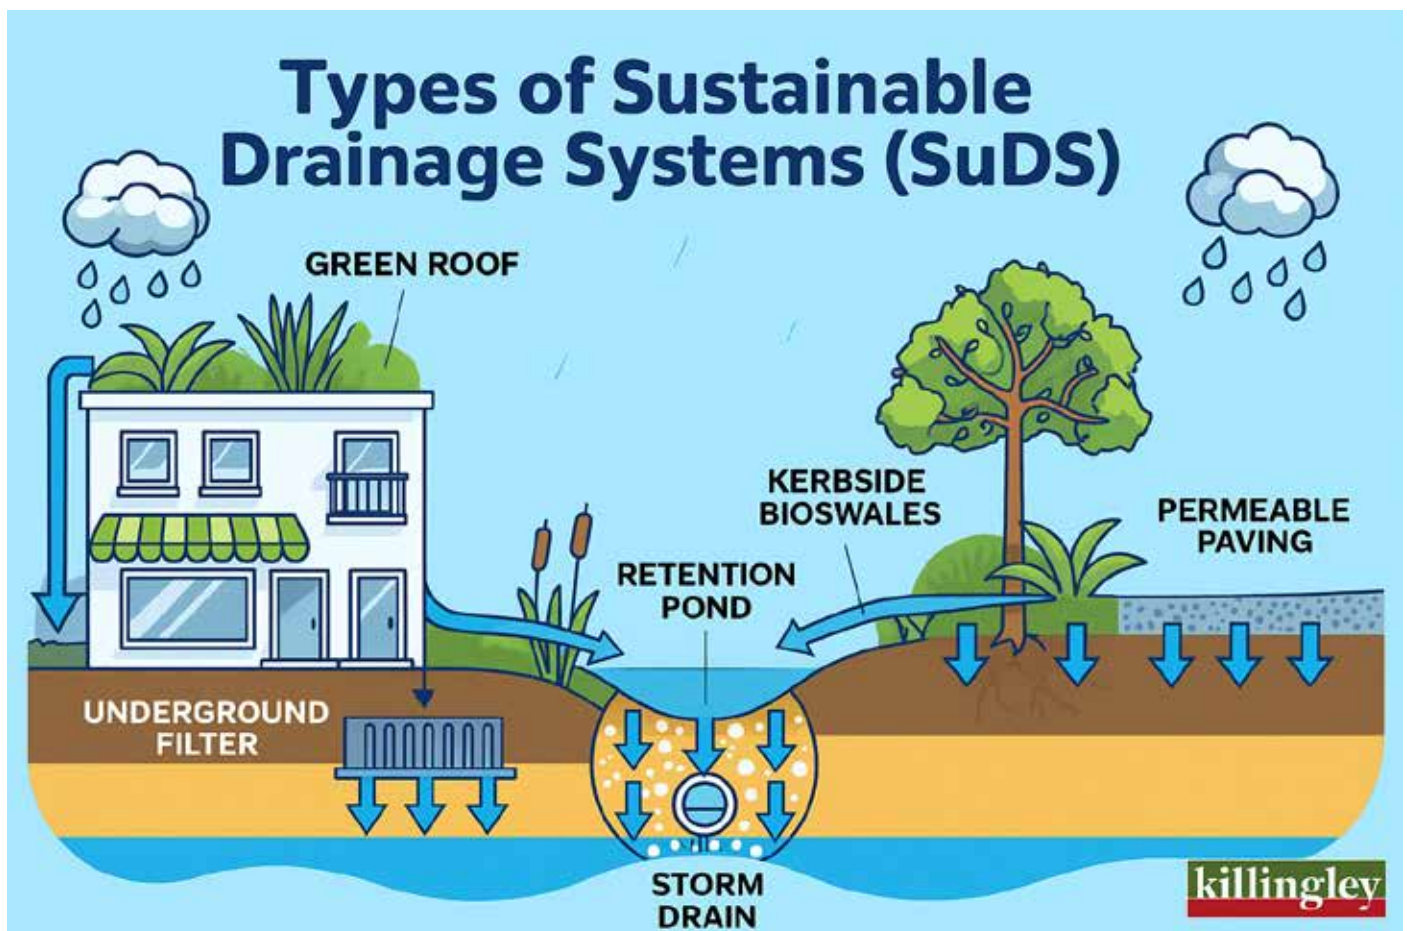 Types of Sustainable
Drainage Systems (SuDS)
GREEN ROOF
KERBSIDE
BIOSWALES
PERMEABLE
PAVING
RETENTION
POND
UNDERGROUND
FILTER
STORM
DRAIN
killingley